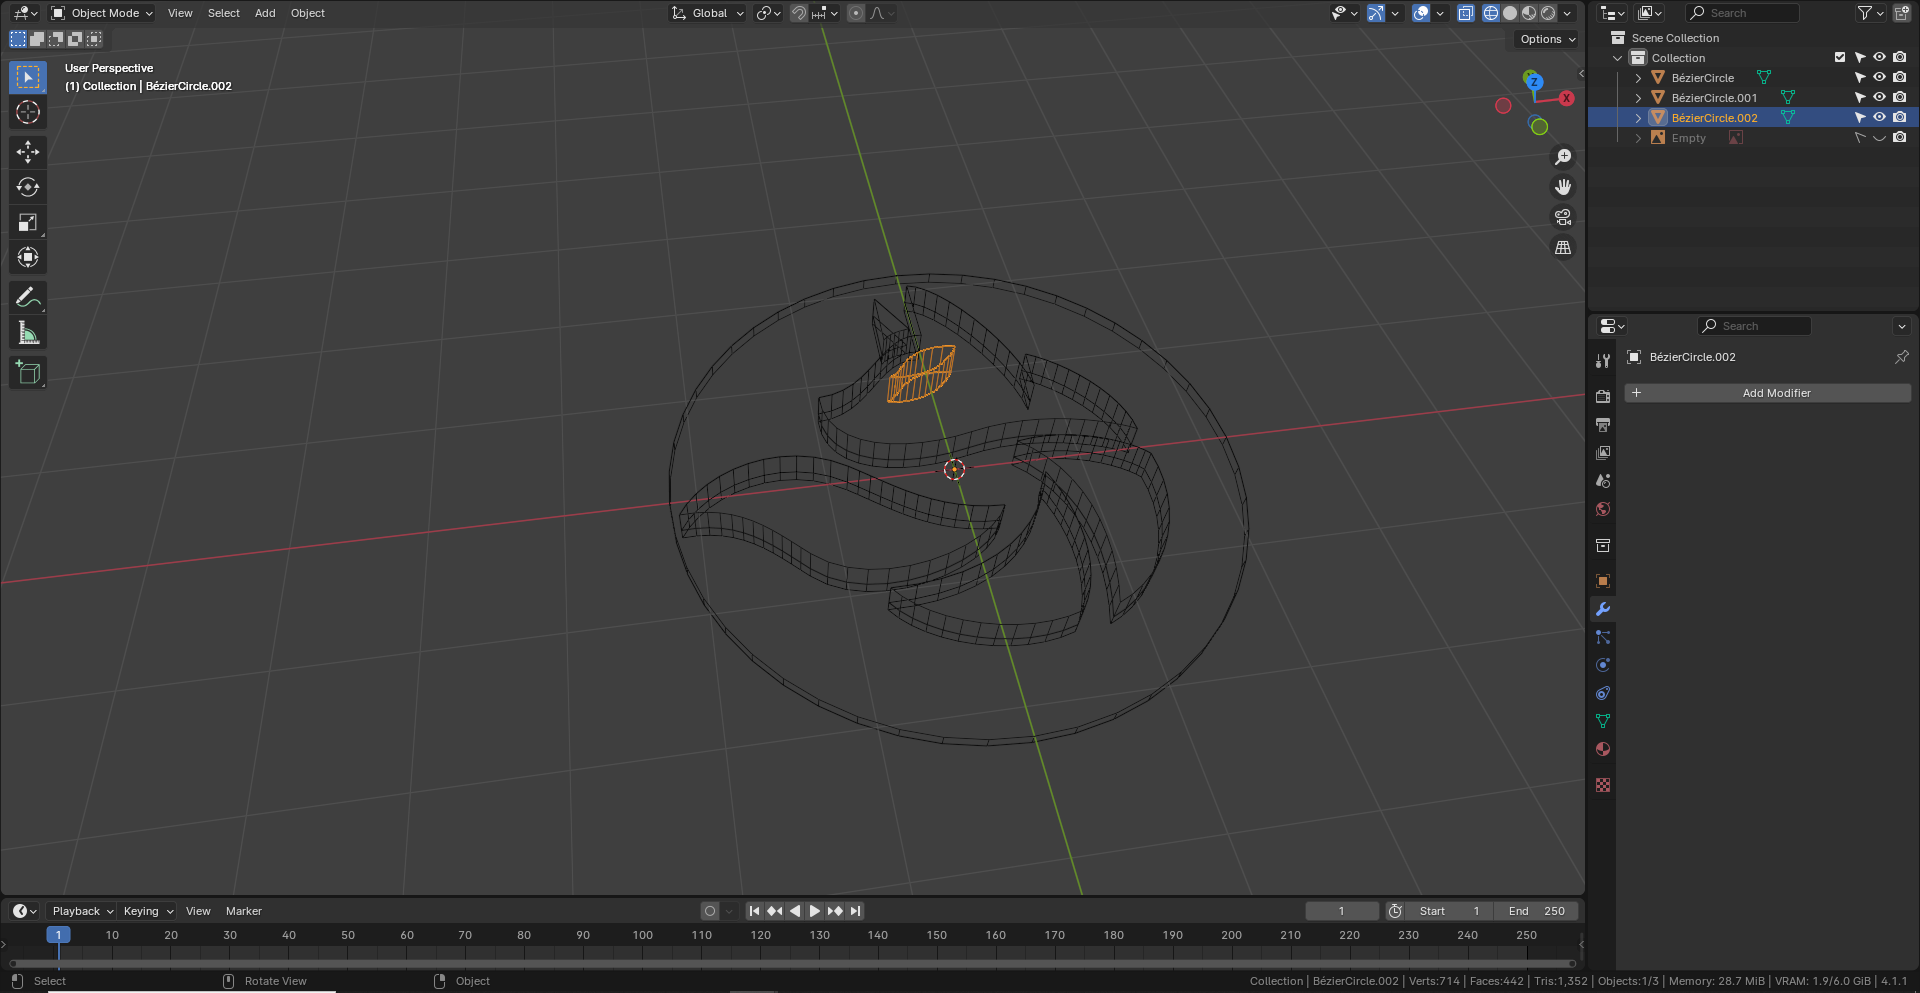 Object Mode View Select Add Object Global
Options
User Perspective
(1) Collection | BézierCircle.002
Z
X
Search
Scene Collection
Collection
BézierCircle
BézierCircle.001
BézierCircle.002
Empty
Search
BézierCircle.002
+ Add Modifier
Playback Keying View Marker 1 Start 1 End 250
1 10 20 30 40 50 60 70 80 90 100 110 120 130 140 150 160 170 180 190 200 210 220 230 240 250
Select Rotate View Object Collection | BézierCircle.002 | Verts:714 | Faces:442 | Tris:1,352 | Objects:1/3 | Memory: 28.7 MiB | VRAM: 1.9/6.0 GiB | 4.1.1